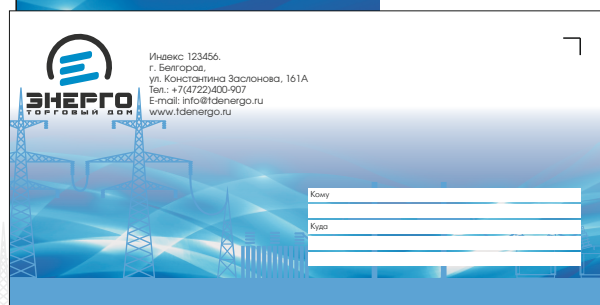 ЭНЕРГО
ТОРГОВЫЙ ДОМ
Индекс 123456.
г. Белгород,
ул. Константина Заслонова, 161А
Тел.: +7(4722)400-907
E-mail: info@tdenergo.ru
www.tdenergo.ru
Кому
Куда